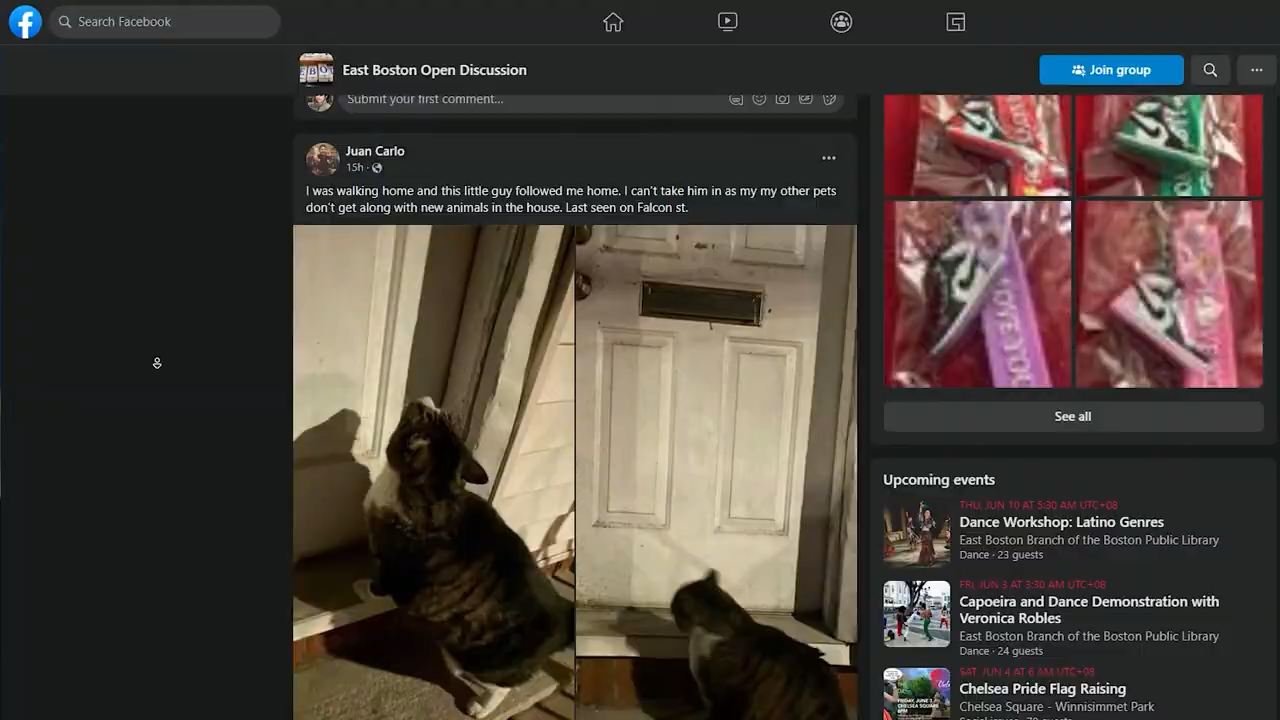 Search Facebook
East Boston Open Discussion
Join group
Submit your first comment...
Juan Carlo
15h ·
I was walking home and this little guy followed me home. I can't take him in as my my other pets
don't get along with new animals in the house. Last seen on Falcon st.
See all
Upcoming events
THU, JUN 10 AT 5:30 AM UTC+08
Dance Workshop: Latino Genres
East Boston Branch of the Boston Public Library
Dance · 23 guests
FRI, JUN 3 AT 3:30 AM UTC+08
Capoeira and Dance Demonstration with
Veronica Robles
East Boston Branch of the Boston Public Library
Dance · 24 guests
SAT, JUN 4 AT 6 AM UTC+08
Chelsea Pride Flag Raising
Chelsea Square - Winnisimmet Park